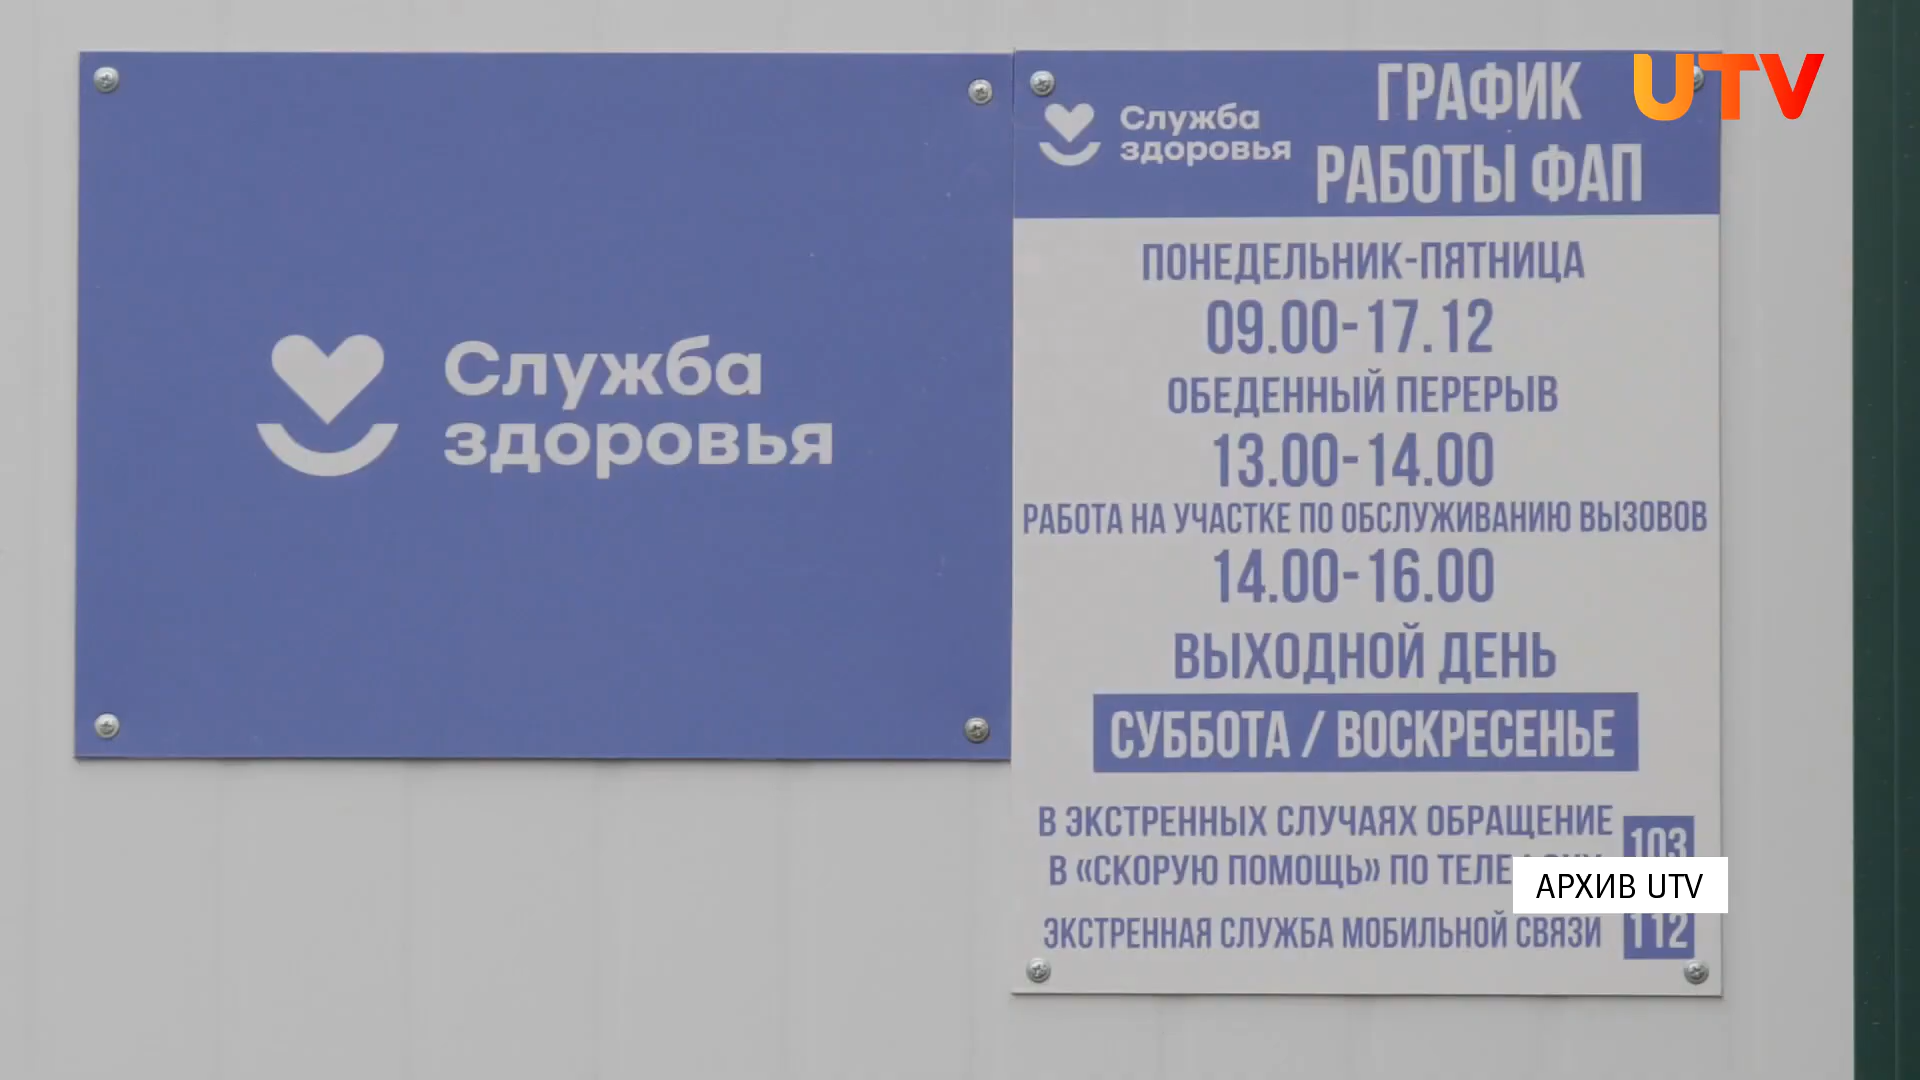 Служба
здоровья
UTV
Служба
здоровья
ГРАФИК
РАБОТЫ ФАП
ПОНЕДЕЛЬНИК-ПЯТНИЦА
09.00-17.12
ОБЕДЕННЫЙ ПЕРЕРЫВ
13.00-14.00
РАБОТА НА УЧАСТКЕ ПО ОБСЛУЖИВАНИЮ ВЫЗОВОВ
14.00-16.00
ВЫХОДНОЙ ДЕНЬ
СУББОТА / ВОСКРЕСЕНЬЕ
В ЭКСТРЕННЫХ СЛУЧАЯХ ОБРАЩЕНИЕ
В «СКОРУЮ ПОМОЩЬ» ПО
103
АРХИВ UTV
ЭКСТРЕННАЯ СЛУЖБА МОБИЛЬНОЙ СВЯЗИ 112